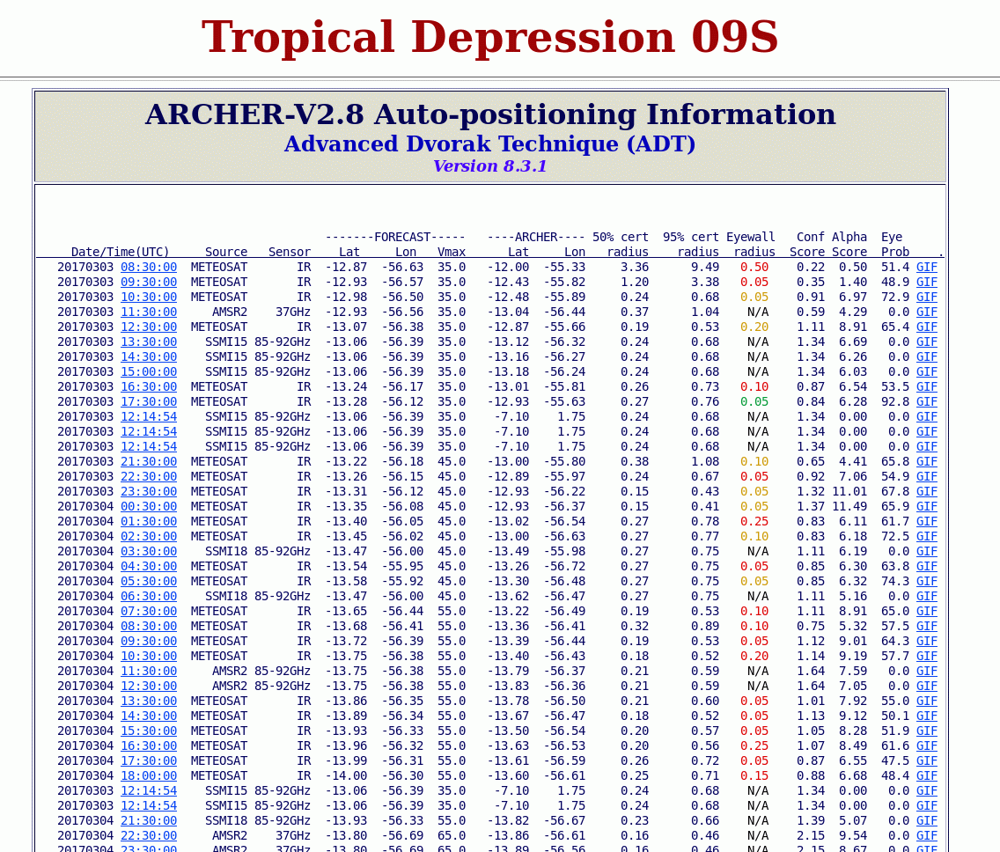 Tropical Depression 09S
ARCHER-V2.8 Auto-positioning Information
Advanced Dvorak Technique (ADT)
Version 8.3.1
-------FORECAST----- ----ARCHER---- 50% cert 95% cert Eyewall Conf Alpha Eye
Date/Time(UTC) Source Sensor Lat Lon Vmax Lat Lon radius radius radius Score Score Prob .
20170303 08:30:00 METEOSAT IR -12.87 -56.63 35.0 -12.00 -55.33 3.36 9.49 0.50 0.22 0.50 51.4 GIF
20170303 09:30:00 METEOSAT IR -12.93 -56.57 35.0 -12.43 -55.82 1.20 3.38 0.05 0.35 1.40 48.9 GIF
20170303 10:30:00 METEOSAT IR -12.98 -56.50 35.0 -12.48 -55.89 0.24 0.68 0.05 0.91 6.97 72.9 GIF
20170303 11:30:00 AMSR2 37GHz -12.93 -56.56 35.0 -13.04 -56.44 0.37 1.04 N/A 0.59 4.29 0.0 GIF
20170303 12:30:00 METEOSAT IR -13.07 -56.38 35.0 -12.87 -55.66 0.19 0.53 0.20 1.11 8.91 65.4 GIF
20170303 13:30:00 SSMI15 85-92GHz -13.06 -56.39 35.0 -13.12 -56.32 0.24 0.68 N/A 1.34 6.69 0.0 GIF
20170303 14:30:00 SSMI15 85-92GHz -13.06 -56.39 35.0 -13.16 -56.27 0.24 0.68 N/A 1.34 6.26 0.0 GIF
20170303 15:00:00 SSMI15 85-92GHz -13.06 -56.39 35.0 -13.18 -56.24 0.24 0.68 N/A 1.34 6.03 0.0 GIF
20170303 16:30:00 METEOSAT IR -13.24 -56.17 35.0 -13.01 -55.81 0.26 0.73 0.10 0.87 6.54 53.5 GIF
20170303 17:30:00 METEOSAT IR -13.28 -56.12 35.0 -12.93 -55.63 0.27 0.76 0.05 0.84 6.28 92.8 GIF
20170303 12:14:54 SSMI15 85-92GHz -13.06 -56.39 35.0 -7.10 1.75 0.24 0.68 N/A 1.34 0.00 0.0 GIF
20170303 12:14:54 SSMI15 85-92GHz -13.06 -56.39 35.0 -7.10 1.75 0.24 0.68 N/A 1.34 0.00 0.0 GIF
20170303 12:14:54 SSMI15 85-92GHz -13.06 -56.39 35.0 -7.10 1.75 0.24 0.68 N/A 1.34 0.00 0.0 GIF
20170303 21:30:00 METEOSAT IR -13.22 -56.18 45.0 -13.00 -55.80 0.38 1.08 0.10 0.65 4.41 65.8 GIF
20170303 22:30:00 METEOSAT IR -13.26 -56.15 45.0 -12.89 -55.97 0.24 0.67 0.05 0.92 7.06 54.9 GIF
20170303 23:30:00 METEOSAT IR -13.31 -56.12 45.0 -12.93 -56.22 0.15 0.43 0.05 1.32 11.01 67.8 GIF
20170304 00:30:00 METEOSAT IR -13.35 -56.08 45.0 -12.93 -56.37 0.15 0.41 0.05 1.37 11.49 65.9 GIF
20170304 01:30:00 METEOSAT IR -13.40 -56.05 45.0 -13.02 -56.54 0.27 0.78 0.25 0.83 6.11 61.7 GIF
20170304 02:30:00 METEOSAT IR -13.45 -56.02 45.0 -13.00 -56.63 0.27 0.77 0.10 0.83 6.18 72.5 GIF
20170304 03:30:00 SSMI18 85-92GHz -13.47 -56.00 45.0 -13.49 -55.98 0.27 0.75 N/A 1.11 6.19 0.0 GIF
20170304 04:30:00 METEOSAT IR -13.54 -55.95 45.0 -13.26 -56.72 0.27 0.75 0.05 0.85 6.30 63.8 GIF
20170304 05:30:00 METEOSAT IR -13.58 -55.92 45.0 -13.30 -56.48 0.27 0.75 0.05 0.85 6.32 74.3 GIF
20170304 06:30:00 SSMI18 85-92GHz -13.47 -56.00 45.0 -13.62 -56.47 0.27 0.75 N/A 1.11 5.16 0.0 GIF
20170304 07:30:00 METEOSAT IR -13.65 -56.44 55.0 -13.22 -56.49 0.19 0.53 0.10 1.11 8.91 65.0 GIF
20170304 08:30:00 METEOSAT IR -13.68 -56.41 55.0 -13.36 -56.41 0.32 0.89 0.10 0.75 5.32 57.5 GIF
20170304 09:30:00 METEOSAT IR -13.72 -56.39 55.0 -13.39 -56.44 0.19 0.53 0.05 1.12 9.01 64.3 GIF
20170304 10:30:00 METEOSAT IR -13.75 -56.38 55.0 -13.40 -56.43 0.18 0.52 0.20 1.14 9.19 57.7 GIF
20170304 11:30:00 AMSR2 85-92GHz -13.75 -56.38 55.0 -13.79 -56.37 0.21 0.59 N/A 1.64 7.59 0.0 GIF
20170304 12:30:00 AMSR2 85-92GHz -13.75 -56.38 55.0 -13.83 -56.36 0.21 0.59 N/A 1.64 7.05 0.0 GIF
20170304 13:30:00 METEOSAT IR -13.86 -56.35 55.0 -13.78 -56.50 0.21 0.60 0.05 1.01 7.92 55.0 GIF
20170304 14:30:00 METEOSAT IR -13.89 -56.34 55.0 -13.67 -56.47 0.18 0.52 0.05 1.13 9.12 50.1 GIF
20170304 15:30:00 METEOSAT IR -13.93 -56.33 55.0 -13.50 -56.54 0.20 0.57 0.05 1.05 8.28 51.9 GIF
20170304 16:30:00 METEOSAT IR -13.96 -56.32 55.0 -13.63 -56.53 0.20 0.56 0.25 1.07 8.49 61.6 GIF
20170304 17:30:00 METEOSAT IR -13.99 -56.31 55.0 -13.61 -56.59 0.26 0.72 0.05 0.87 6.55 47.5 GIF
20170304 18:00:00 METEOSAT IR -14.00 -56.30 55.0 -13.60 -56.61 0.25 0.71 0.15 0.88 6.68 48.4 GIF
20170304 12:14:54 SSMI15 85-92GHz -13.06 -56.39 35.0 -7.10 1.75 0.24 0.68 N/A 1.34 0.00 0.0 GIF
20170304 12:14:54 SSMI15 85-92GHz -13.06 -56.39 35.0 -7.10 1.75 0.24 0.68 N/A 1.34 0.00 0.0 GIF
20170304 21:30:00 SSMI18 85-92GHz -13.93 -56.33 55.0 -13.82 -56.67 0.23 0.66 N/A 1.39 5.07 0.0 GIF
20170304 22:30:00 AMSR2 37GHz -13.80 -56.69 65.0 -13.86 -56.61 0.16 0.46 N/A 2.15 9.54 0.0 GIF
20170304 23:30:00 AMSR2 37GHz -13.80 -56.69 65.0 -13.89 -56.56 0.16 0.46 N/A 2.15 8.67 0.0 GIF